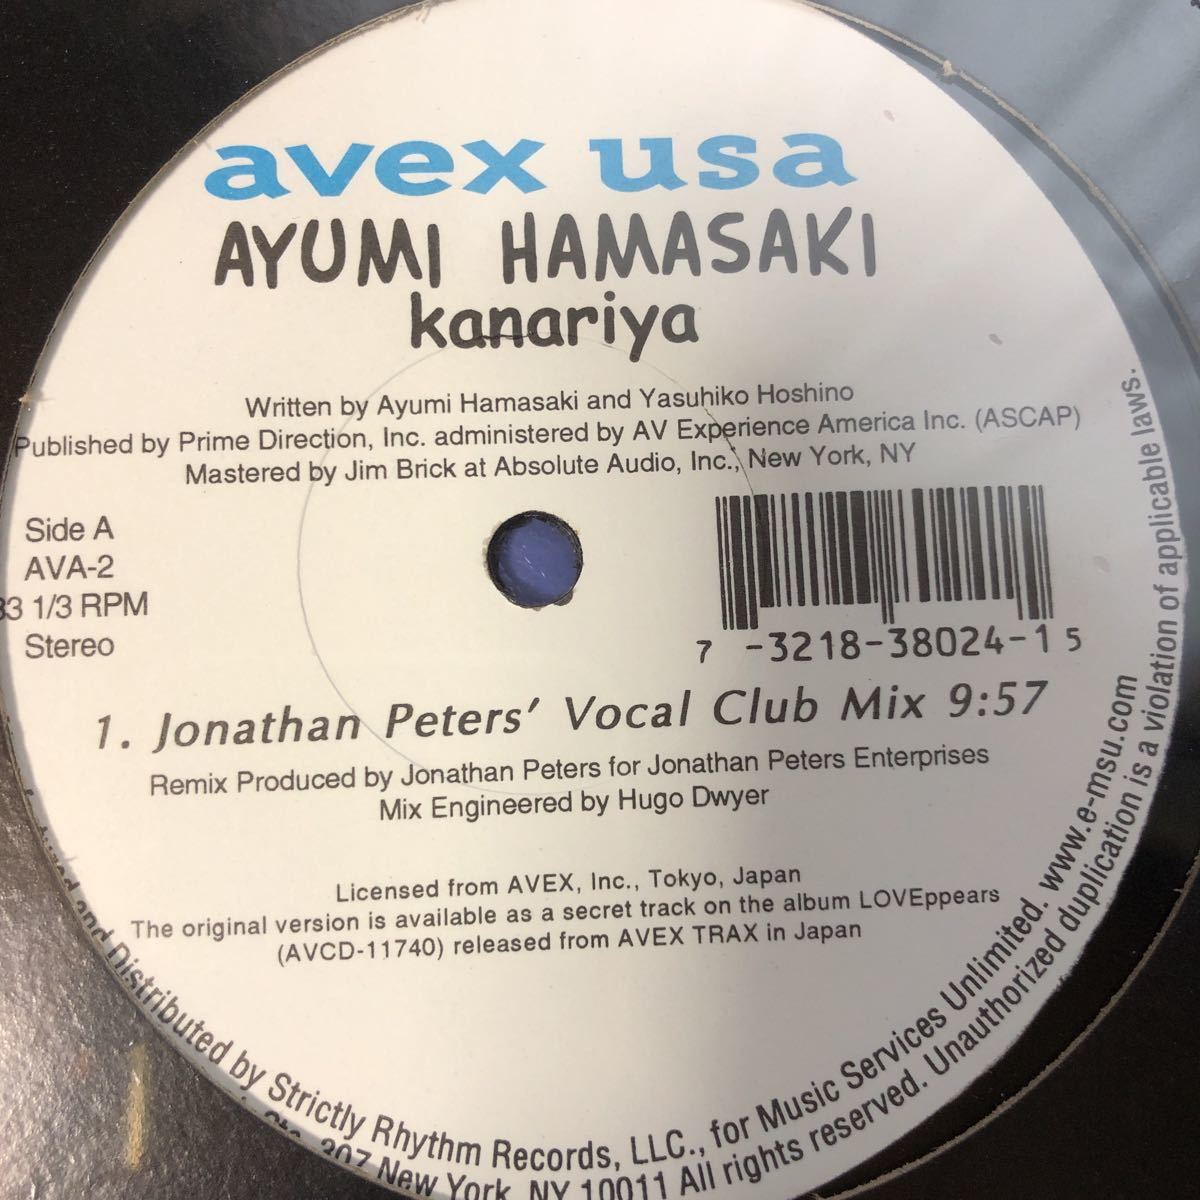 avex usa
AYUMI HAMASAKI
kanariya
Written by Ayumi Hamasaki and Yasuhiko Hoshino
Published by Prime Direction, Inc. administered by AV Experience America Inc. (ASCAP)
Mastered by Jim Brick at Absolute Audio, Inc., New York, NY
Side A
AVA-2
33 1/3 RPM
Stereo
7 -3218-38024-1 5
1. Jonathan Peters' Vocal Club Mix 9:57
Remix Produced by Jonathan Peters for Jonathan Peters Enterprises
Mix Engineered by Hugo Dwyer
Licensed from AVEX, Inc., Tokyo, Japan
The original version is available as a secret track on the album LOVEppears
(AVCD-11740) released from AVEX TRAX in Japan
and Distributed by Strictly Rhythm Records, LLC., for Music Services Unlimited. www.e-msu.com
307 New York, NY 10011 All rights reserved. Unauthorized duplication is a violation of applicable laws.